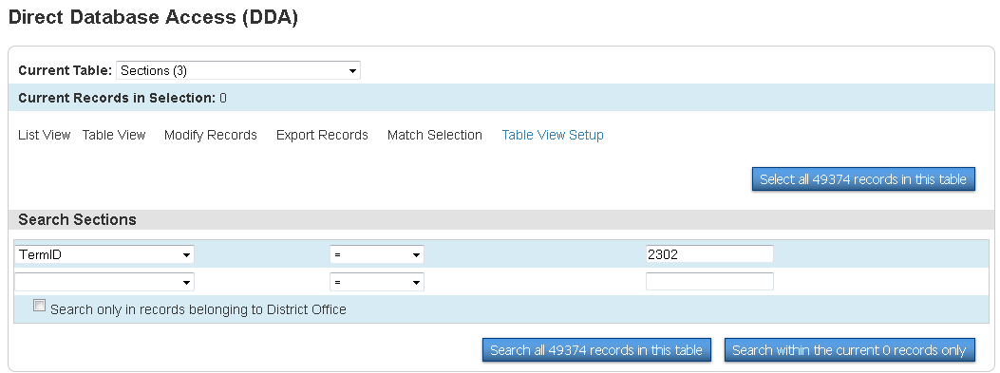 Direct Database Access (DDA)
Current Table: Sections (3)
Current Records in Selection: 0
List View Table View Modify Records Export Records Match Selection Table View Setup
Select all 49374 records in this table
Search Sections
TermID = 2302
=
Search only in records belonging to District Office
Search all 49374 records in this table Search within the current 0 records only